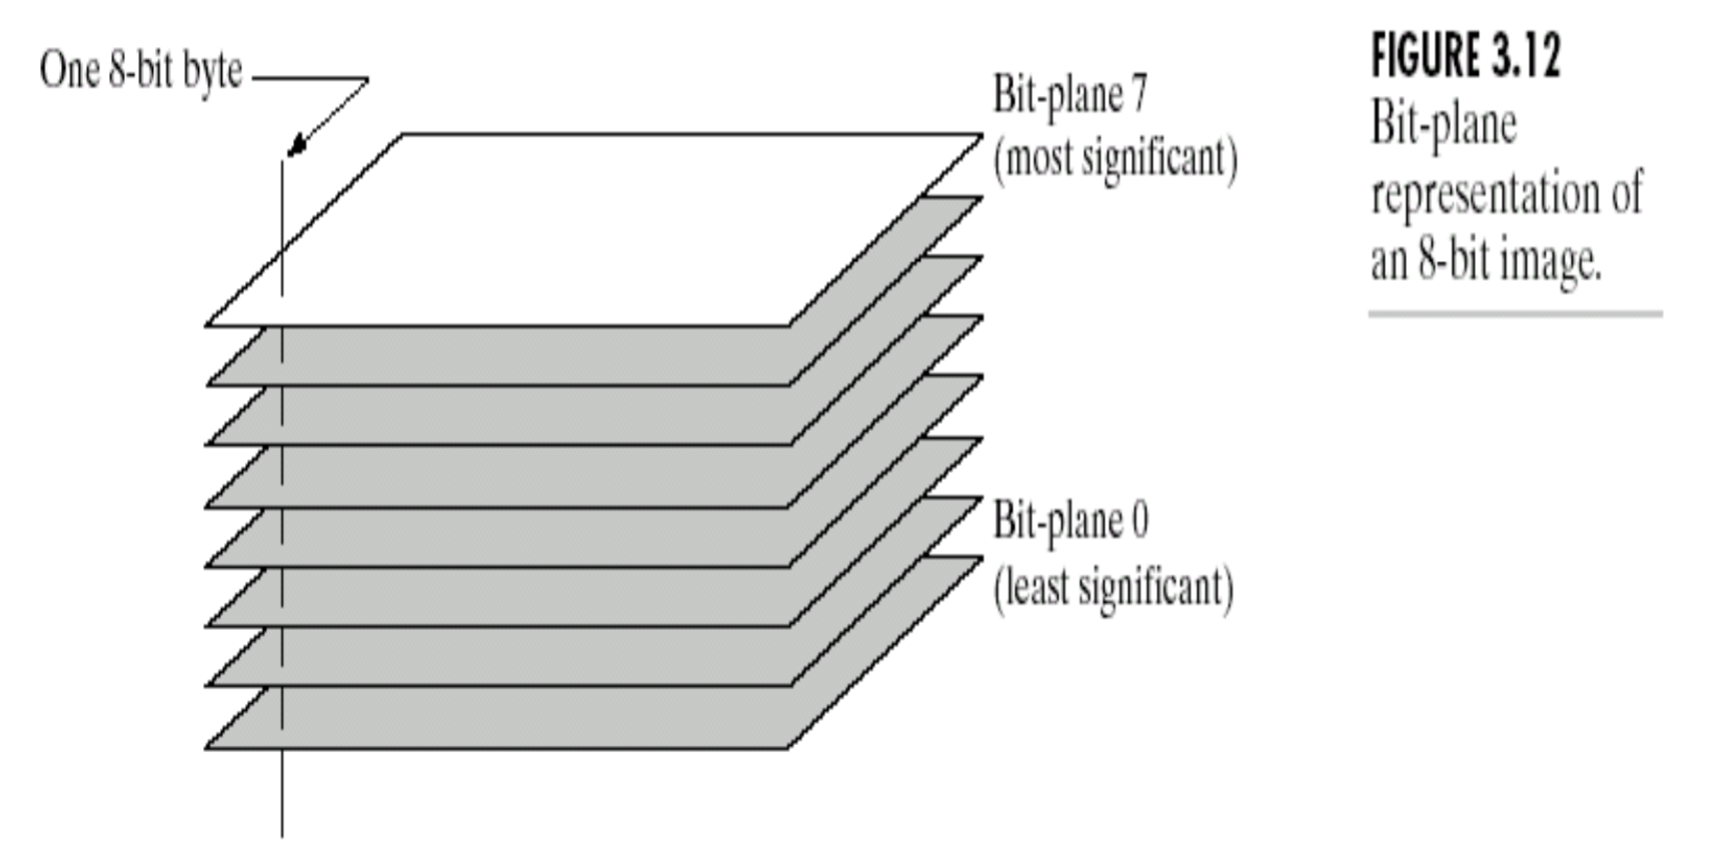 One 8-bit byte
Bit-plane 7
(most significant)
Bit-plane 0
(least significant)
FIGURE 3.12
Bit-plane
representation of
an 8-bit image.